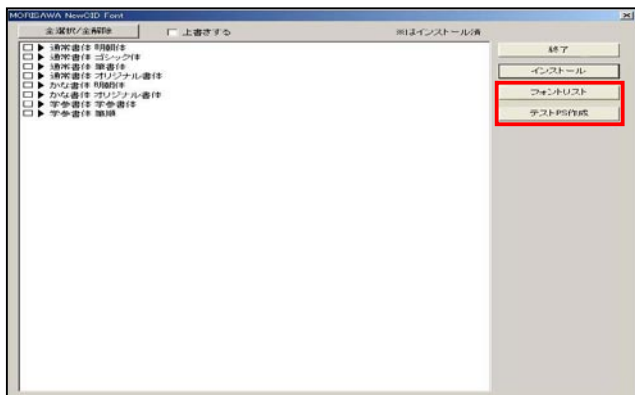 MORISAWA NewCID Font
全選択/全解除
上書きする
※はインストール済
通常書体 明朝体
通常書体 ゴシック体
通常書体 筆書体
通常書体 オリジナル書体
かな書体 明朝体
かな書体 オリジナル書体
学参書体 学参書体
学参書体 筆順
終了
インストール
フォントリスト
テストPS作成